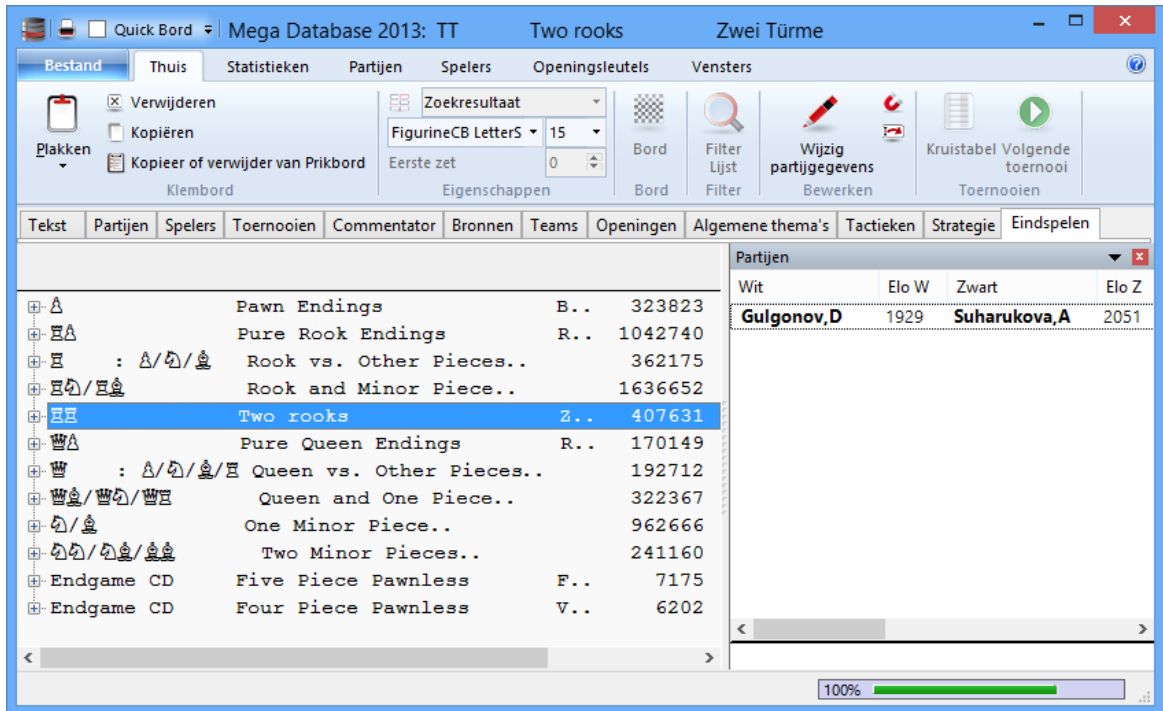 Quick Bord Mega Database 2013: TT Two rooks Zwei Türme
Bestand Thuis Statistieken Partijen Spelers Openingsleutels Vensters
Plakken
Verwijderen
Kopiëren
Kopieer of verwijder van Prikbord
Klembord
Zoekresultaat
FigurineCB LetterS 15
Eerste zet 0
Eigenschappen
Bord
Bord
Filter
Lijst
Filter
Wijzig
partijgegevens
Bewerken
Kruistabel Volgende
toernooi
Toernooien
Tekst Partijen Spelers Toernooien Commentator Bronnen Teams Openingen Algemene thema's Tactieken Strategie Eindspelen
♙ Pawn Endings B.. 323823
♖♙ Pure Rook Endings R.. 1042740
♖ : ♙/♘/♗ Rook vs. Other Pieces.. 362175
♖♘/♖♗ Rook and Minor Piece.. 1636652
♖♖ Two rooks Z.. 407631
♕♙ Pure Queen Endings R.. 170149
♕ : ♙/♘/♗/♖ Queen vs. Other Pieces.. 192712
♕♗/♕♘/♕♖ Queen and One Piece.. 322367
♘/♗ One Minor Piece.. 962666
♘♘/♘♗/♗♗ Two Minor Pieces.. 241160
Endgame CD Five Piece Pawnless F.. 7175
Endgame CD Four Piece Pawnless V.. 6202
Partijen
Wit Elo W Zwart Elo Z
Gulgonov,D 1929 Suharukova,A 2051
100%